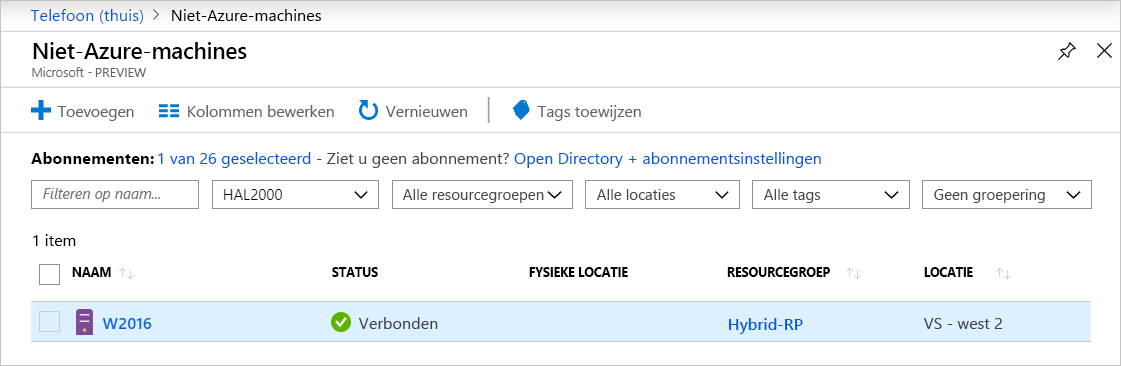 Telefoon (thuis) > Niet-Azure-machines
Niet-Azure-machines
Microsoft - PREVIEW
Toevoegen Kolommen bewerken Vernieuwen Tags toewijzen
Abonnementen: 1 van 26 geselecteerd - Ziet u geen abonnement? Open Directory + abonnementsinstellingen
Filteren op naam... HAL2000 Alle resourcegroepen Alle locaties Alle tags Geen groepering
1 item
NAAM STATUS FYSIEKE LOCATIE RESOURCEGROEP LOCATIE
W2016 Verbonden Hybrid-RP VS - west 2